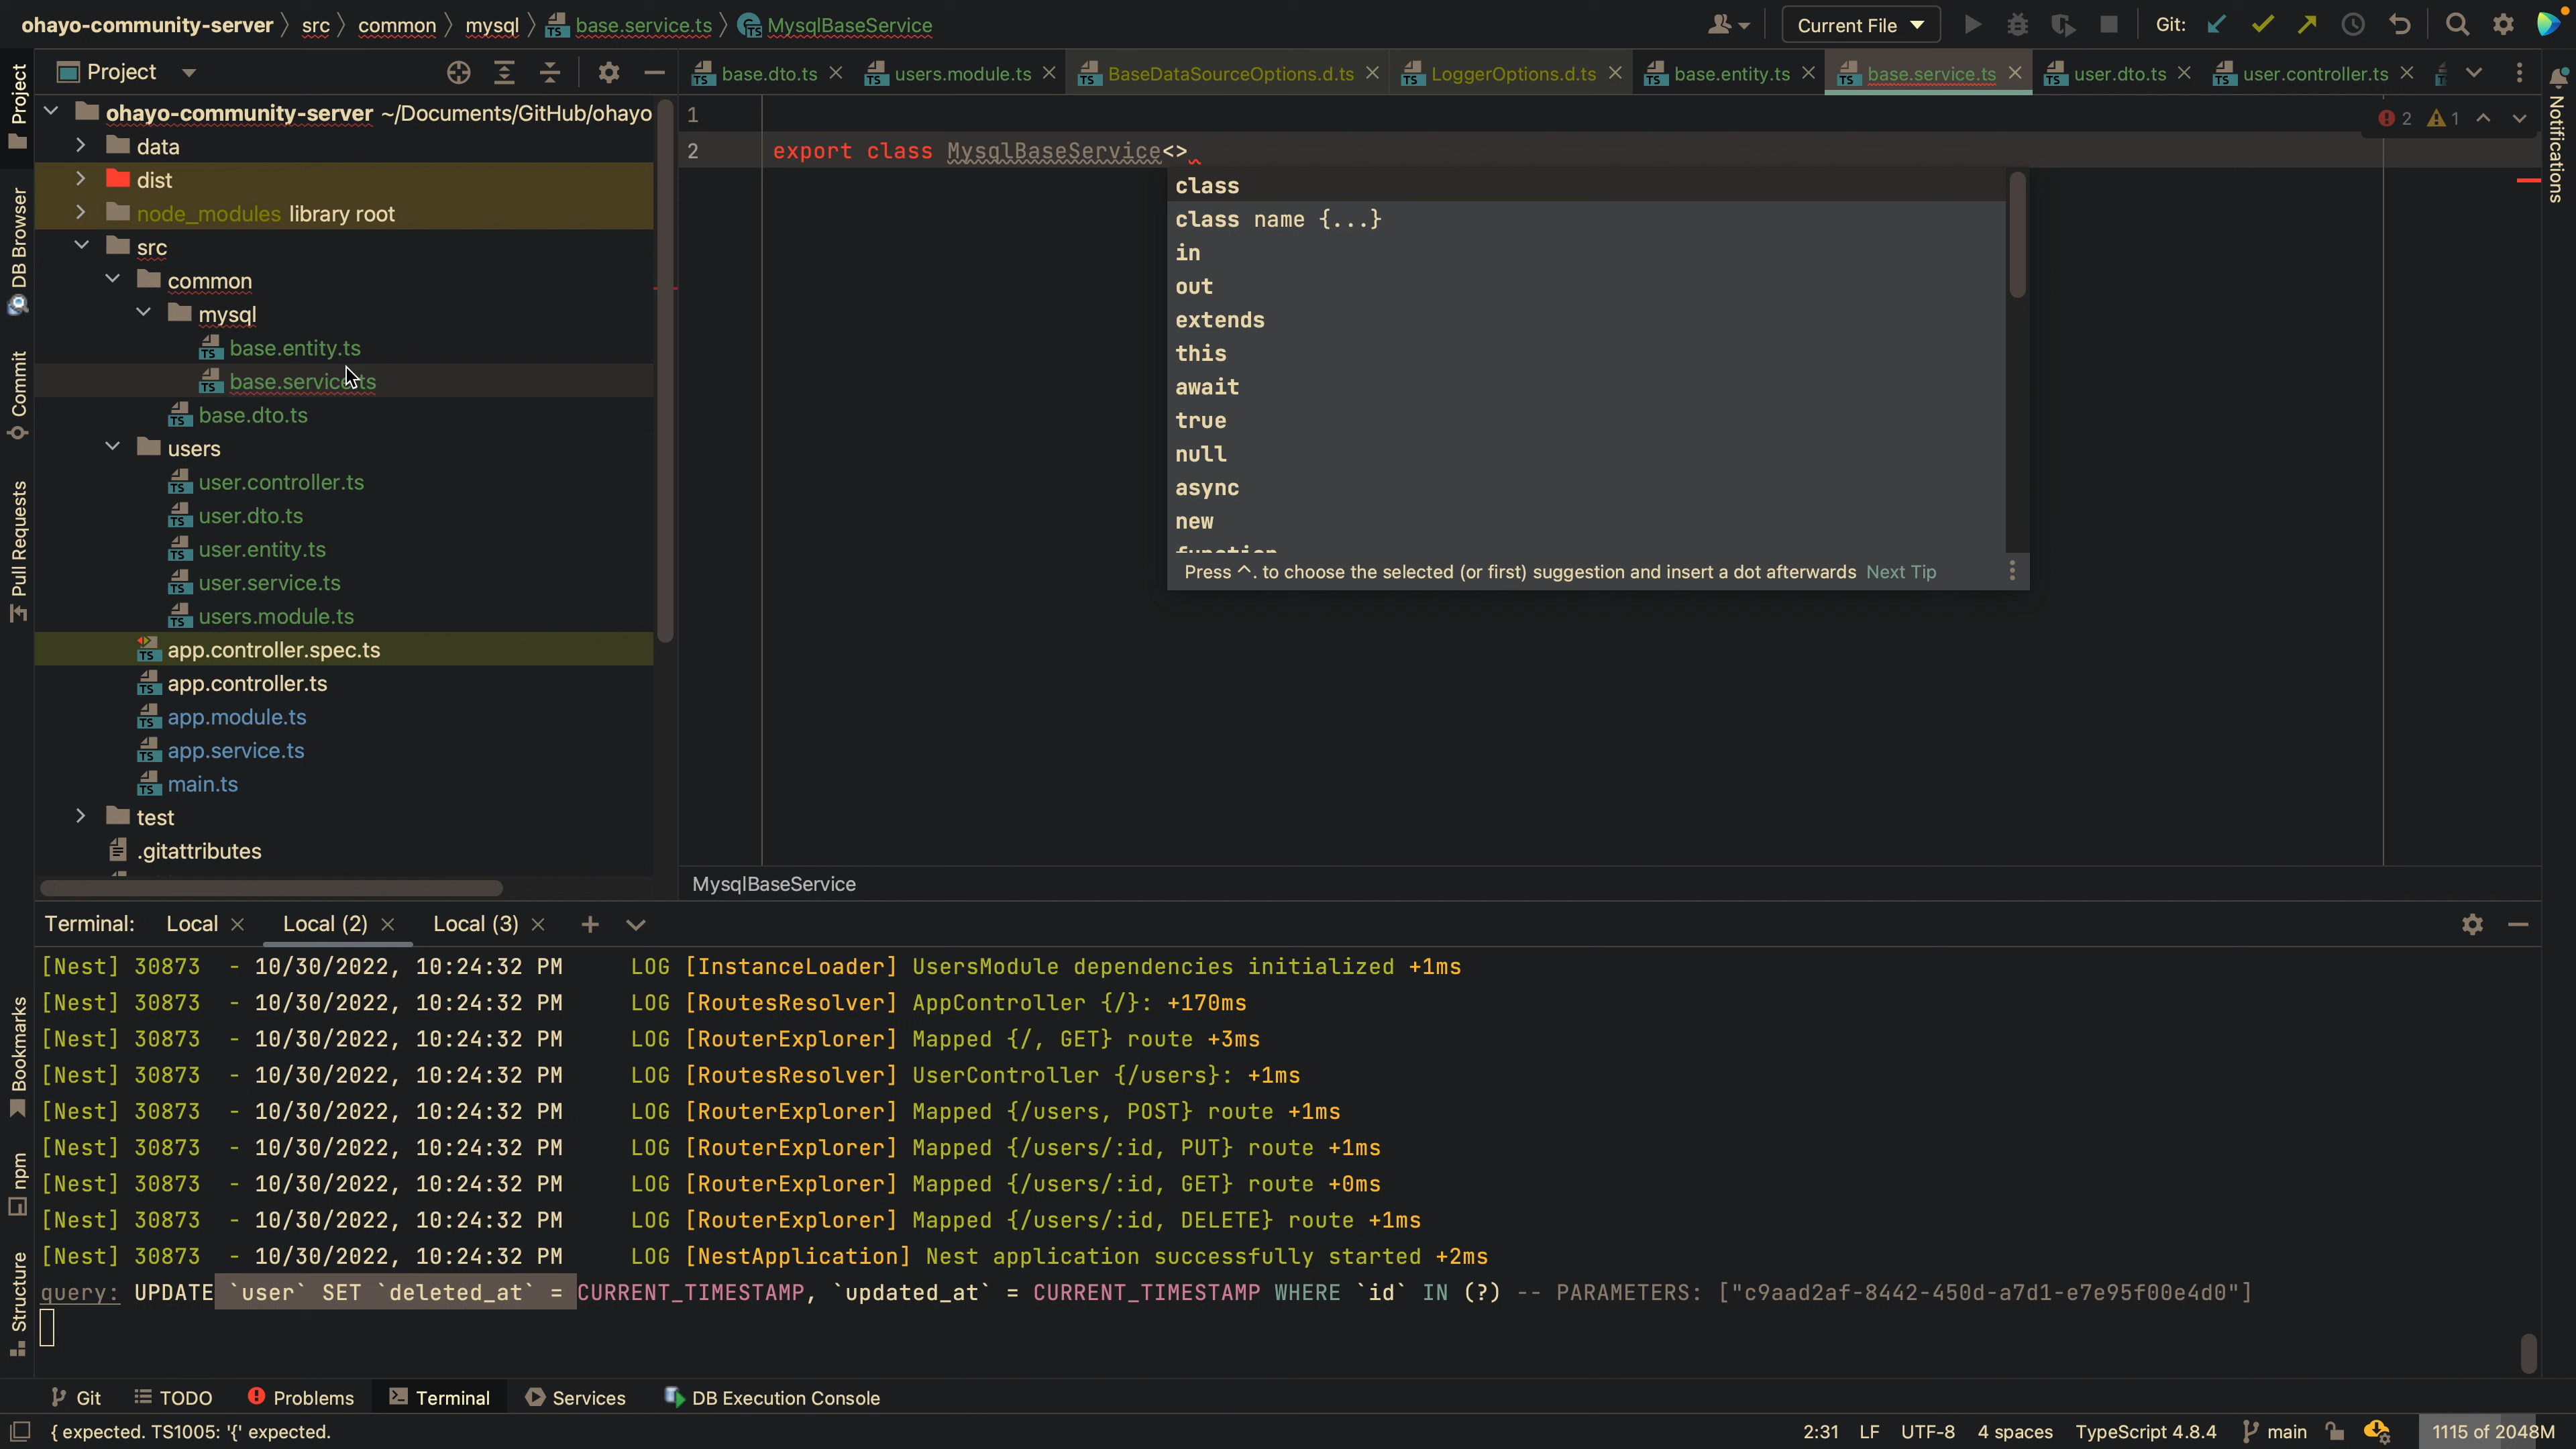 ohayo-community-server src common mysql base.service.ts MysqlBaseService
Current File
Git:
Project
base.dto.ts
users.module.ts
BaseDataSourceOptions.d.ts
LoggerOptions.d.ts
base.entity.ts
base.service.ts
user.dto.ts
user.controller.ts
Project
DB Browser
Commit
Pull Requests
Bookmarks
npm
Structure
Notifications
ohayo-community-server ~/Documents/GitHub/ohayo
data
dist
node_modules library root
src
common
mysql
base.entity.ts
base.service.ts
base.dto.ts
users
user.controller.ts
user.dto.ts
user.entity.ts
user.service.ts
users.module.ts
app.controller.spec.ts
app.controller.ts
app.module.ts
app.service.ts
main.ts
test
.gitattributes
1
2 export class MysqlBaseService<>
2 1
class
class name {...}
in
out
extends
this
await
true
null
async
new
function
Press ^. to choose the selected (or first) suggestion and insert a dot afterwards Next Tip
MysqlBaseService
Terminal: Local Local (2) Local (3)
[Nest] 30873 - 10/30/2022, 10:24:32 PM LOG [InstanceLoader] UsersModule dependencies initialized +1ms
[Nest] 30873 - 10/30/2022, 10:24:32 PM LOG [RoutesResolver] AppController {/}: +170ms
[Nest] 30873 - 10/30/2022, 10:24:32 PM LOG [RouterExplorer] Mapped {/, GET} route +3ms
[Nest] 30873 - 10/30/2022, 10:24:32 PM LOG [RoutesResolver] UserController {/users}: +1ms
[Nest] 30873 - 10/30/2022, 10:24:32 PM LOG [RouterExplorer] Mapped {/users, POST} route +1ms
[Nest] 30873 - 10/30/2022, 10:24:32 PM LOG [RouterExplorer] Mapped {/users/:id, PUT} route +1ms
[Nest] 30873 - 10/30/2022, 10:24:32 PM LOG [RouterExplorer] Mapped {/users/:id, GET} route +0ms
[Nest] 30873 - 10/30/2022, 10:24:32 PM LOG [RouterExplorer] Mapped {/users/:id, DELETE} route +1ms
[Nest] 30873 - 10/30/2022, 10:24:32 PM LOG [NestApplication] Nest application successfully started +2ms
query: UPDATE `user` SET `deleted_at` = CURRENT_TIMESTAMP, `updated_at` = CURRENT_TIMESTAMP WHERE `id` IN (?) -- PARAMETERS: ["c9aad2af-8442-450d-a7d1-e7e95f00e4d0"]
Git TODO Problems Terminal Services DB Execution Console
{ expected. TS1005: '{' expected. 2:31 LF UTF-8 4 spaces TypeScript 4.8.4 main 1115 of 2048M